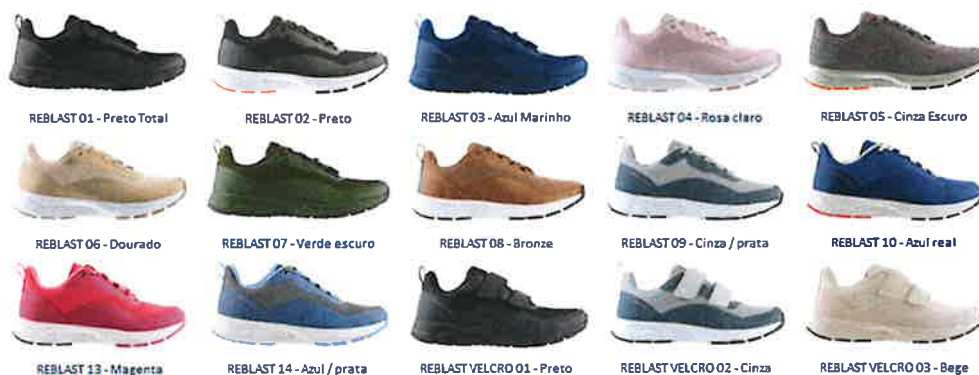 REBLAST 01 - Preto Total
REBLAST 02 - Preto
REBLAST 03 - Azul Marinho
REBLAST 04 - Rosa claro
REBLAST 05 - Cinza Escuro
REBLAST 06 - Dourado
REBLAST 07 - Verde escuro
REBLAST 08 - Bronze
REBLAST 09 - Cinza / prata
REBLAST 10 - Azul real
REBLAST 13 - Magenta
REBLAST 14 - Azul / prata
REBLAST VELCRO 01 - Preto
REBLAST VELCRO 02 - Cinza
REBLAST VELCRO 03 - Bege